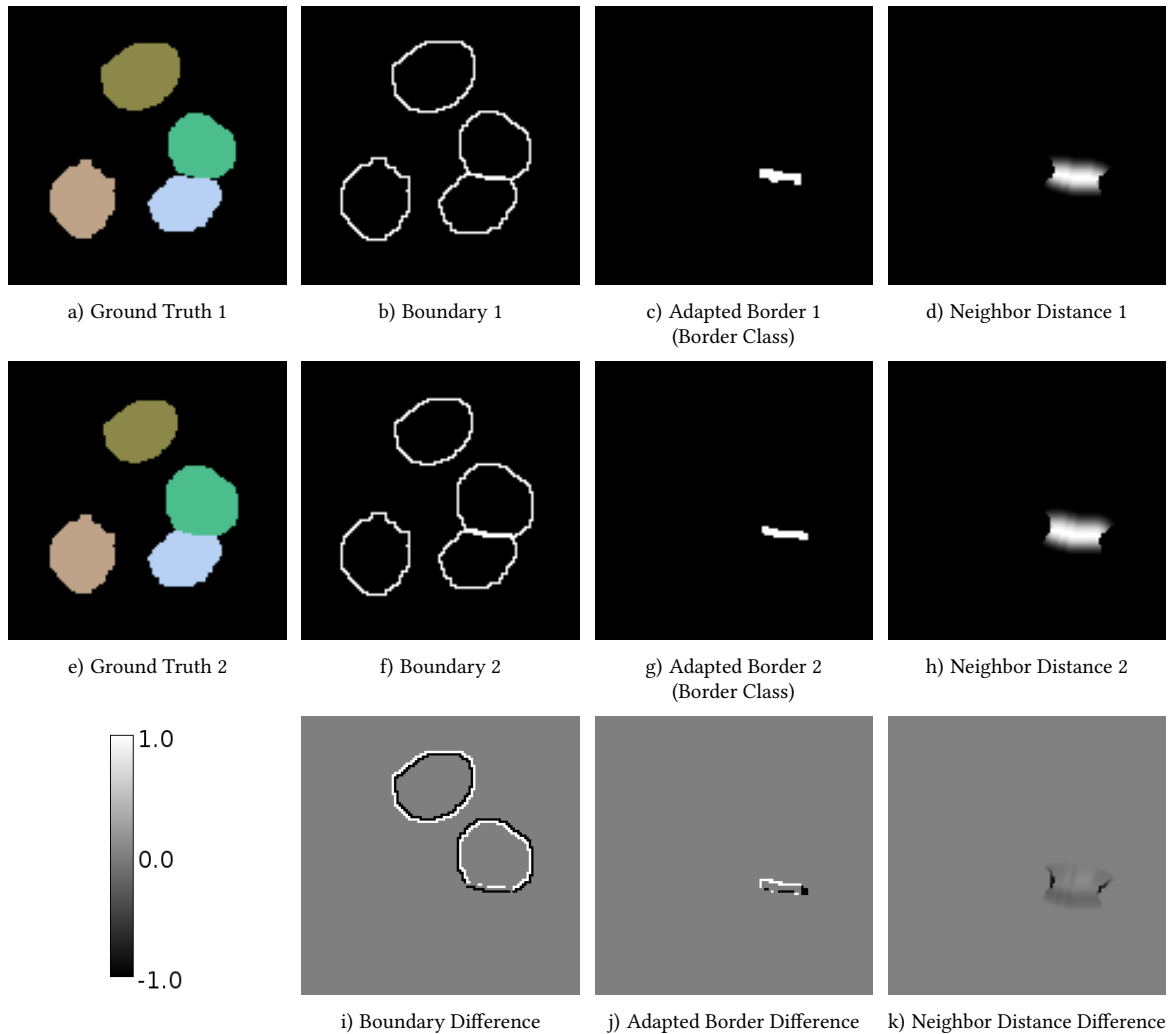 a) Ground Truth 1
b) Boundary 1
c) Adapted Border 1
(Border Class)
d) Neighbor Distance 1
e) Ground Truth 2
f) Boundary 2
g) Adapted Border 2
(Border Class)
h) Neighbor Distance 2
1.0
0.0
-1.0
i) Boundary Difference
j) Adapted Border Difference
k) Neighbor Distance Difference